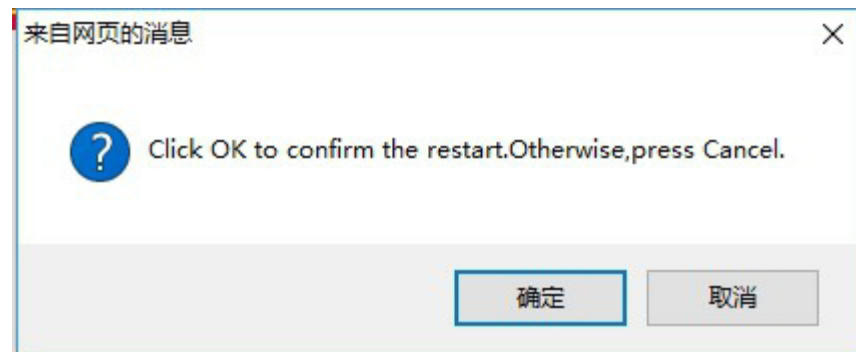 来自网页的消息
Click OK to confirm the restart.Otherwise,press Cancel.
确定
取消